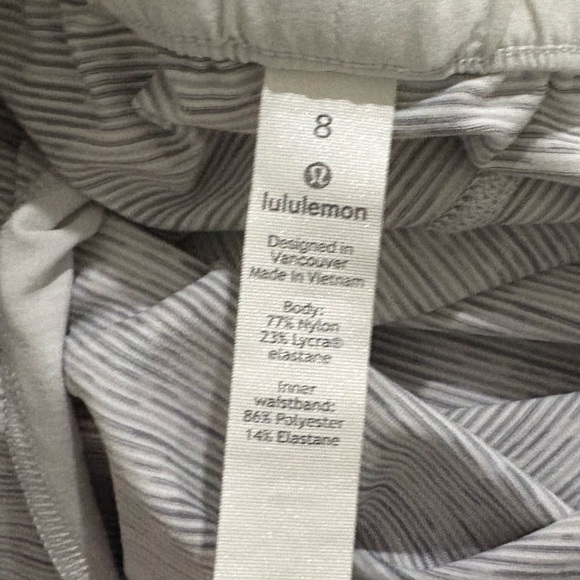 8
lululemon
Designed in
Vancouver
Made in Vietnam
Body:
77% Nylon
23% Lycra®
elastane
Inner
waistband:
86% Polyester
14% Elastane